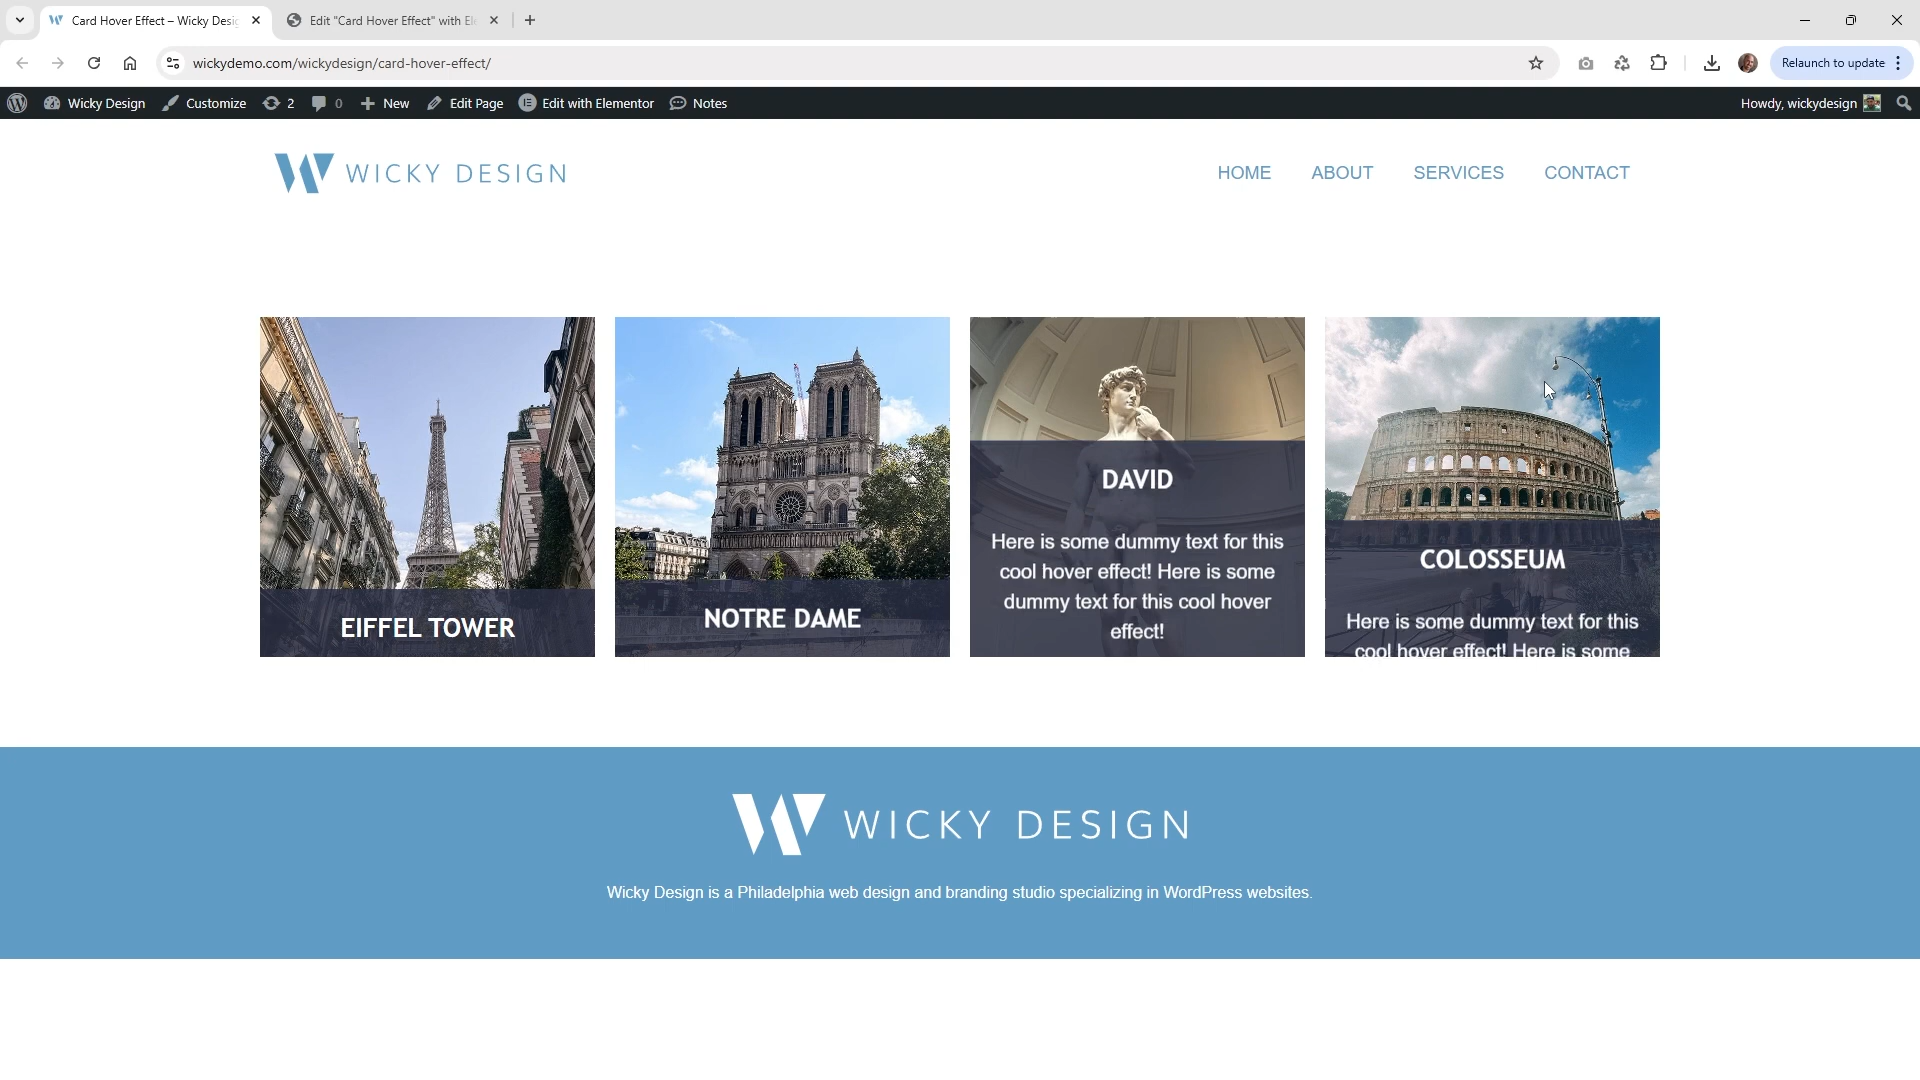 Card Hover Effect – Wicky Desig
Edit "Card Hover Effect" with Ele
wickydemo.com/wickydesign/card-hover-effect/
Relaunch to update
Wicky Design
Customize
2
0
New
Edit Page
Edit with Elementor
Notes
Howdy, wickydesign
WICKY DESIGN
HOME
ABOUT
SERVICES
CONTACT
EIFFEL TOWER
NOTRE DAME
DAVID
Here is some dummy text for this
cool hover effect! Here is some
dummy text for this cool hover
effect!
COLOSSEUM
Here is some dummy text for this
cool hover effect! Here is some
WICKY DESIGN
Wicky Design is a Philadelphia web design and branding studio specializing in WordPress websites.